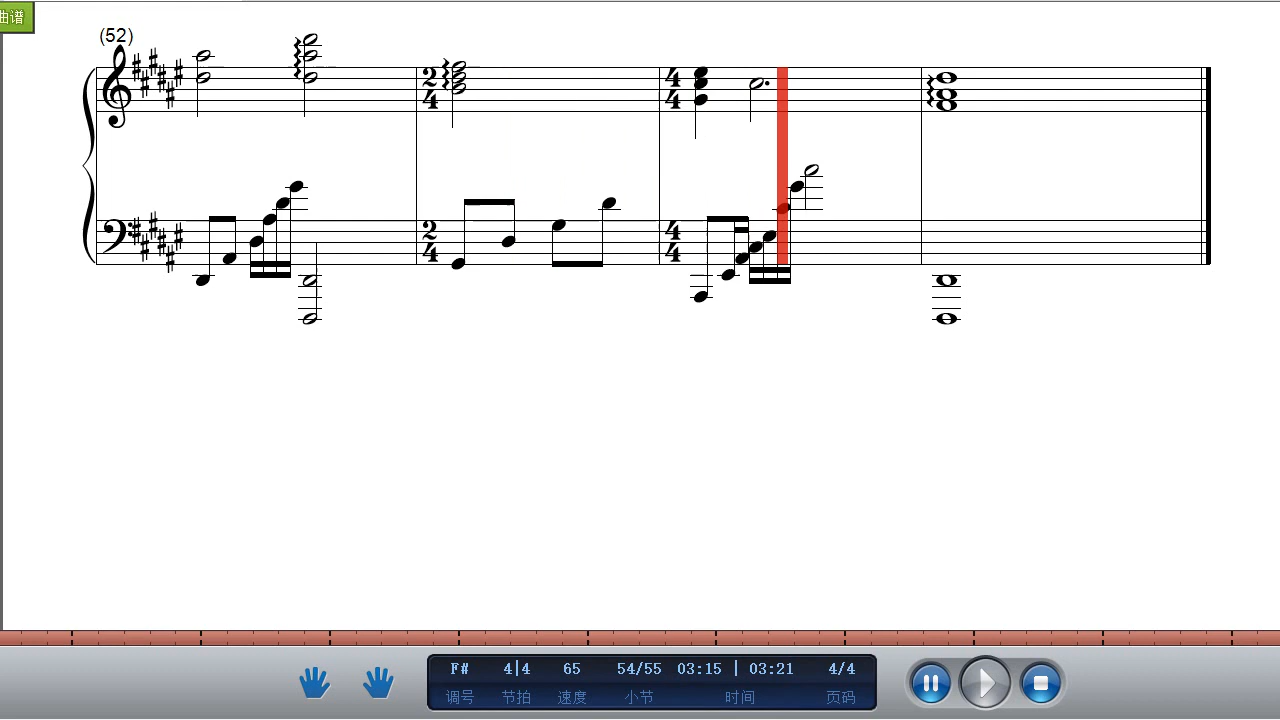 曲谱
(52)
2 4 4 4
2 4 4 4
F# 4|4 65 54/55 03:15 | 03:21 4/4
调号 节拍 速度 小节 时间 页码